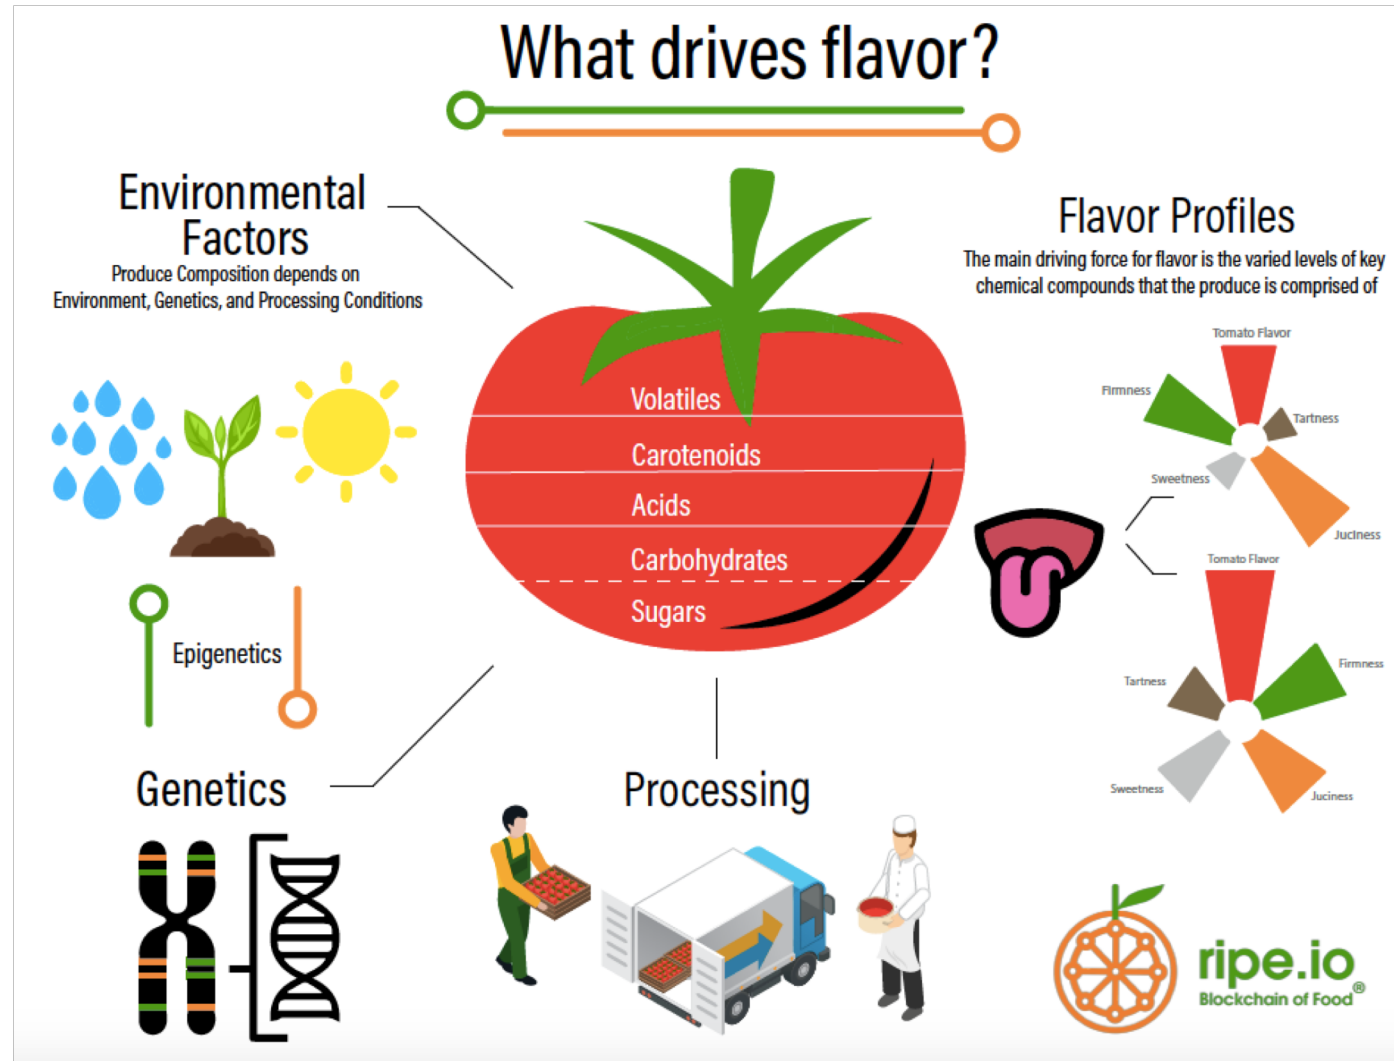 What drives flavor?
Environmental
Factors
Produce Composition depends on
Environment, Genetics, and Processing Conditions
Epigenetics
Genetics
Volatiles
Carotenoids
Acids
Carbohydrates
Sugars
Processing
Flavor Profiles
The main driving force for flavor is the varied levels of key
chemical compounds that the produce is comprised of
Tomato Flavor
Firmness
Tartness
Sweetness
Juciness
Tomato Flavor
Firmness
Tartness
Sweetness
Juciness
ripe.io
Blockchain of Food®